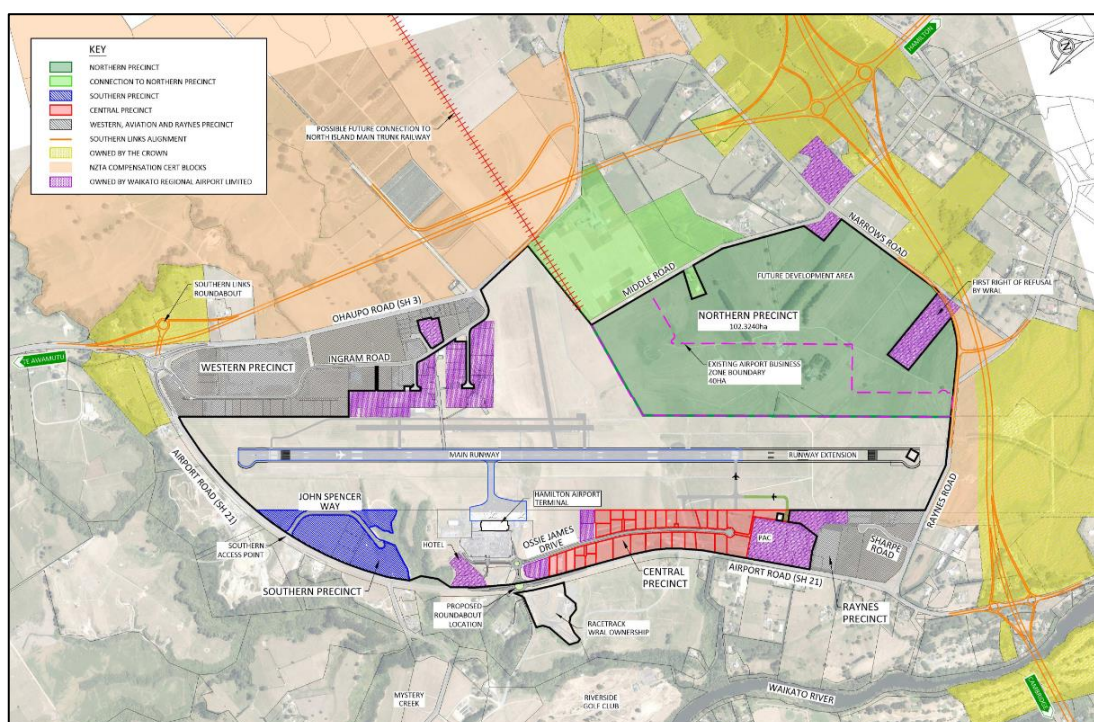 KEY
NORTHERN PRECINCT
CONNECTION TO NORTHERN PRECINCT
SOUTHERN PRECINCT
CENTRAL PRECINCT
WESTERN, AVIATION AND RAYNES PRECINCT
SOUTHERN LINKS ALIGNMENT
OWNED BY THE CROWN
NZTA COMPENSATION CERT BLOCKS
OWNED BY WAIKATO REGIONAL AIRPORT LIMITED
HAMILTON
N
POSSIBLE FUTURE CONNECTION TO
NORTH ISLAND MAIN TRUNK RAILWAY
NARROWS ROAD
MIDDLE ROAD
FUTURE DEVELOPMENT AREA
FIRST RIGHT OF REFUSAL
BY WRAL
SOUTHERN LINKS
ROUNDABOUT
OHAUPO ROAD (SH 3)
NORTHERN PRECINCT
102.3240ha
TE AWAMUTU
WESTERN PRECINCT
INGRAM ROAD
EXISTING AIRPORT BUSINESS
ZONE BOUNDARY
40HA
AIRPORT ROAD (SH 21)
MAIN RUNWAY
RUNWAY EXTENSION
JOHN SPENCER
WAY
HAMILTON AIRPORT
TERMINAL
RAYNES ROAD
SOUTHERN
ACCESS POINT
HOTEL
OSSIE JAMES
DRIVE
PAC
SHARPE
ROAD
SOUTHERN PRECINCT
CENTRAL
PRECINCT
AIRPORT ROAD (SH 21)
RAYNES
PRECINCT
PROPOSED
ROUNDABOUT
LOCATION
RACETRACK
WRAL OWNERSHIP
MYSTERY
CREEK
RIVERSIDE
GOLF CLUB
WAIKATO RIVER
CAMBRIDGE